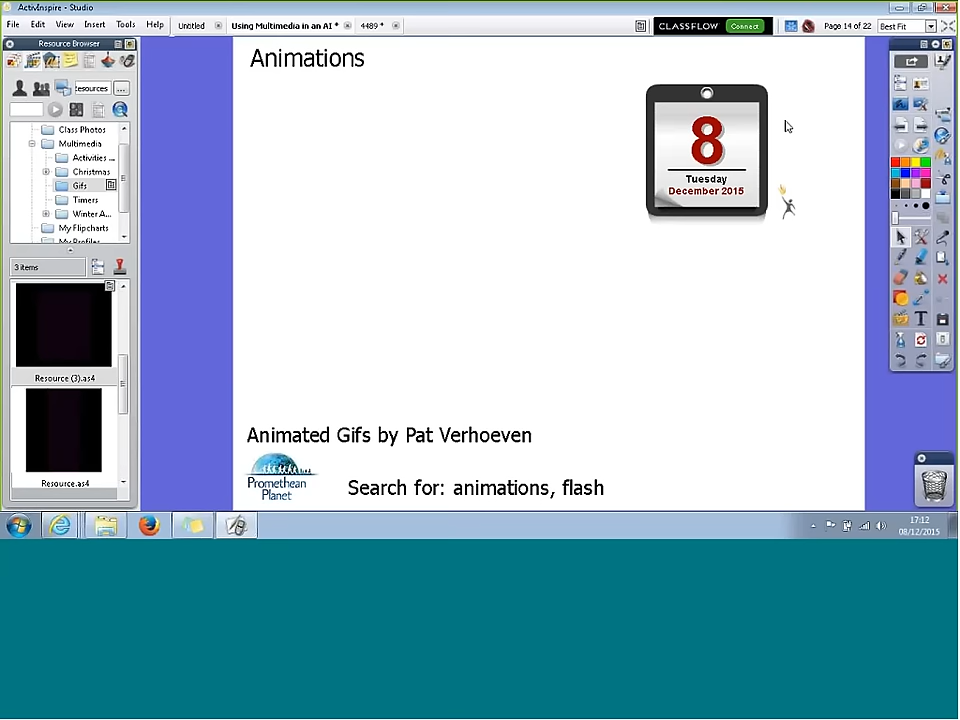 ActivInspire - Studio
File Edit View Insert Tools Help
Untitled
Using Multimedia in an AI *
4489 *
CLASSFLOW
Connect
Page 14 of 22
Best Fit
Resource Browser
Class Photos
Multimedia
Activities ...
Christmas
Gifs
Timers
Winter A...
My Flipcharts
3 items
Resource (3).as4
Resource.as4
Animations
8
Tuesday
December 2015
Animated Gifs by Pat Verhoeven
Promethean
Planet
Search for: animations, flash
17:12
08/12/2015